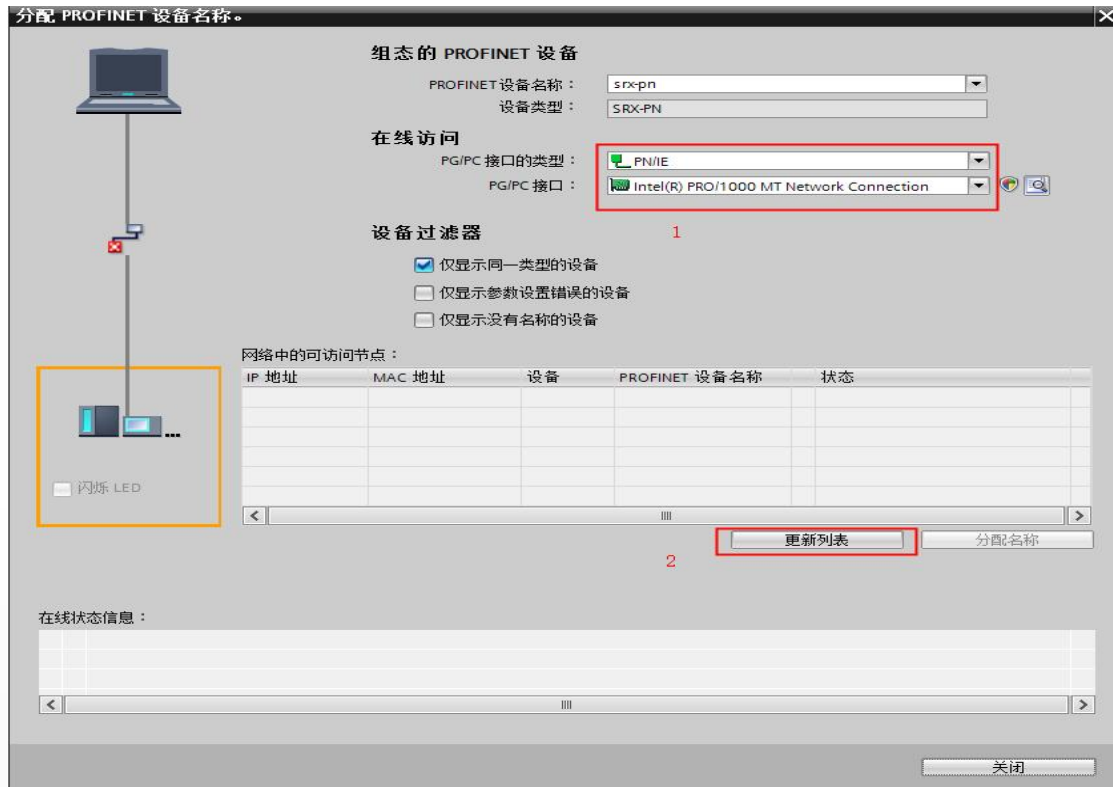 分配 PROFINET 设备名称。
组态的 PROFINET 设备
PROFINET设备名称： srx-pn
设备类型： SRX-PN
在线访问
PG/PC 接口的类型： PN/IE
PG/PC 接口： Intel(R) PRO/1000 MT Network Connection
1
设备过滤器
仅显示同一类型的设备
仅显示参数设置错误的设备
仅显示没有名称的设备
网络中的可访问节点：
IP 地址 MAC 地址 设备 PROFINET 设备名称 状态
闪烁 LED
更新列表 分配名称
2
在线状态信息：
关闭